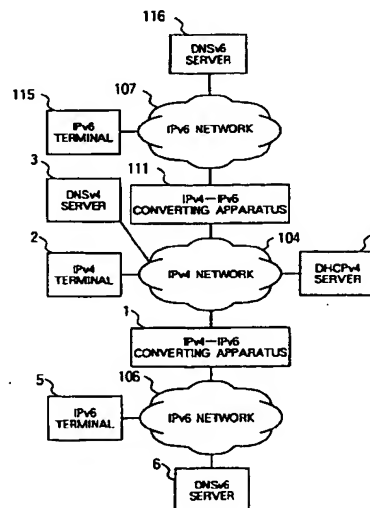 116
DNSv6
SERVER
107
115
IPv6
TERMINAL
IPv6 NETWORK
3
111
DNSv4
SERVER
IPv4-IPv6
CONVERTING APPARATUS
104
2
IPv4
TERMINAL
IPv4 NETWORK
DHCPv4
SERVER
1
IPv4-IPv6
CONVERTING APPARATUS
106
5
IPv6
TERMINAL
IPv6 NETWORK
6
DNSv6
SERVER